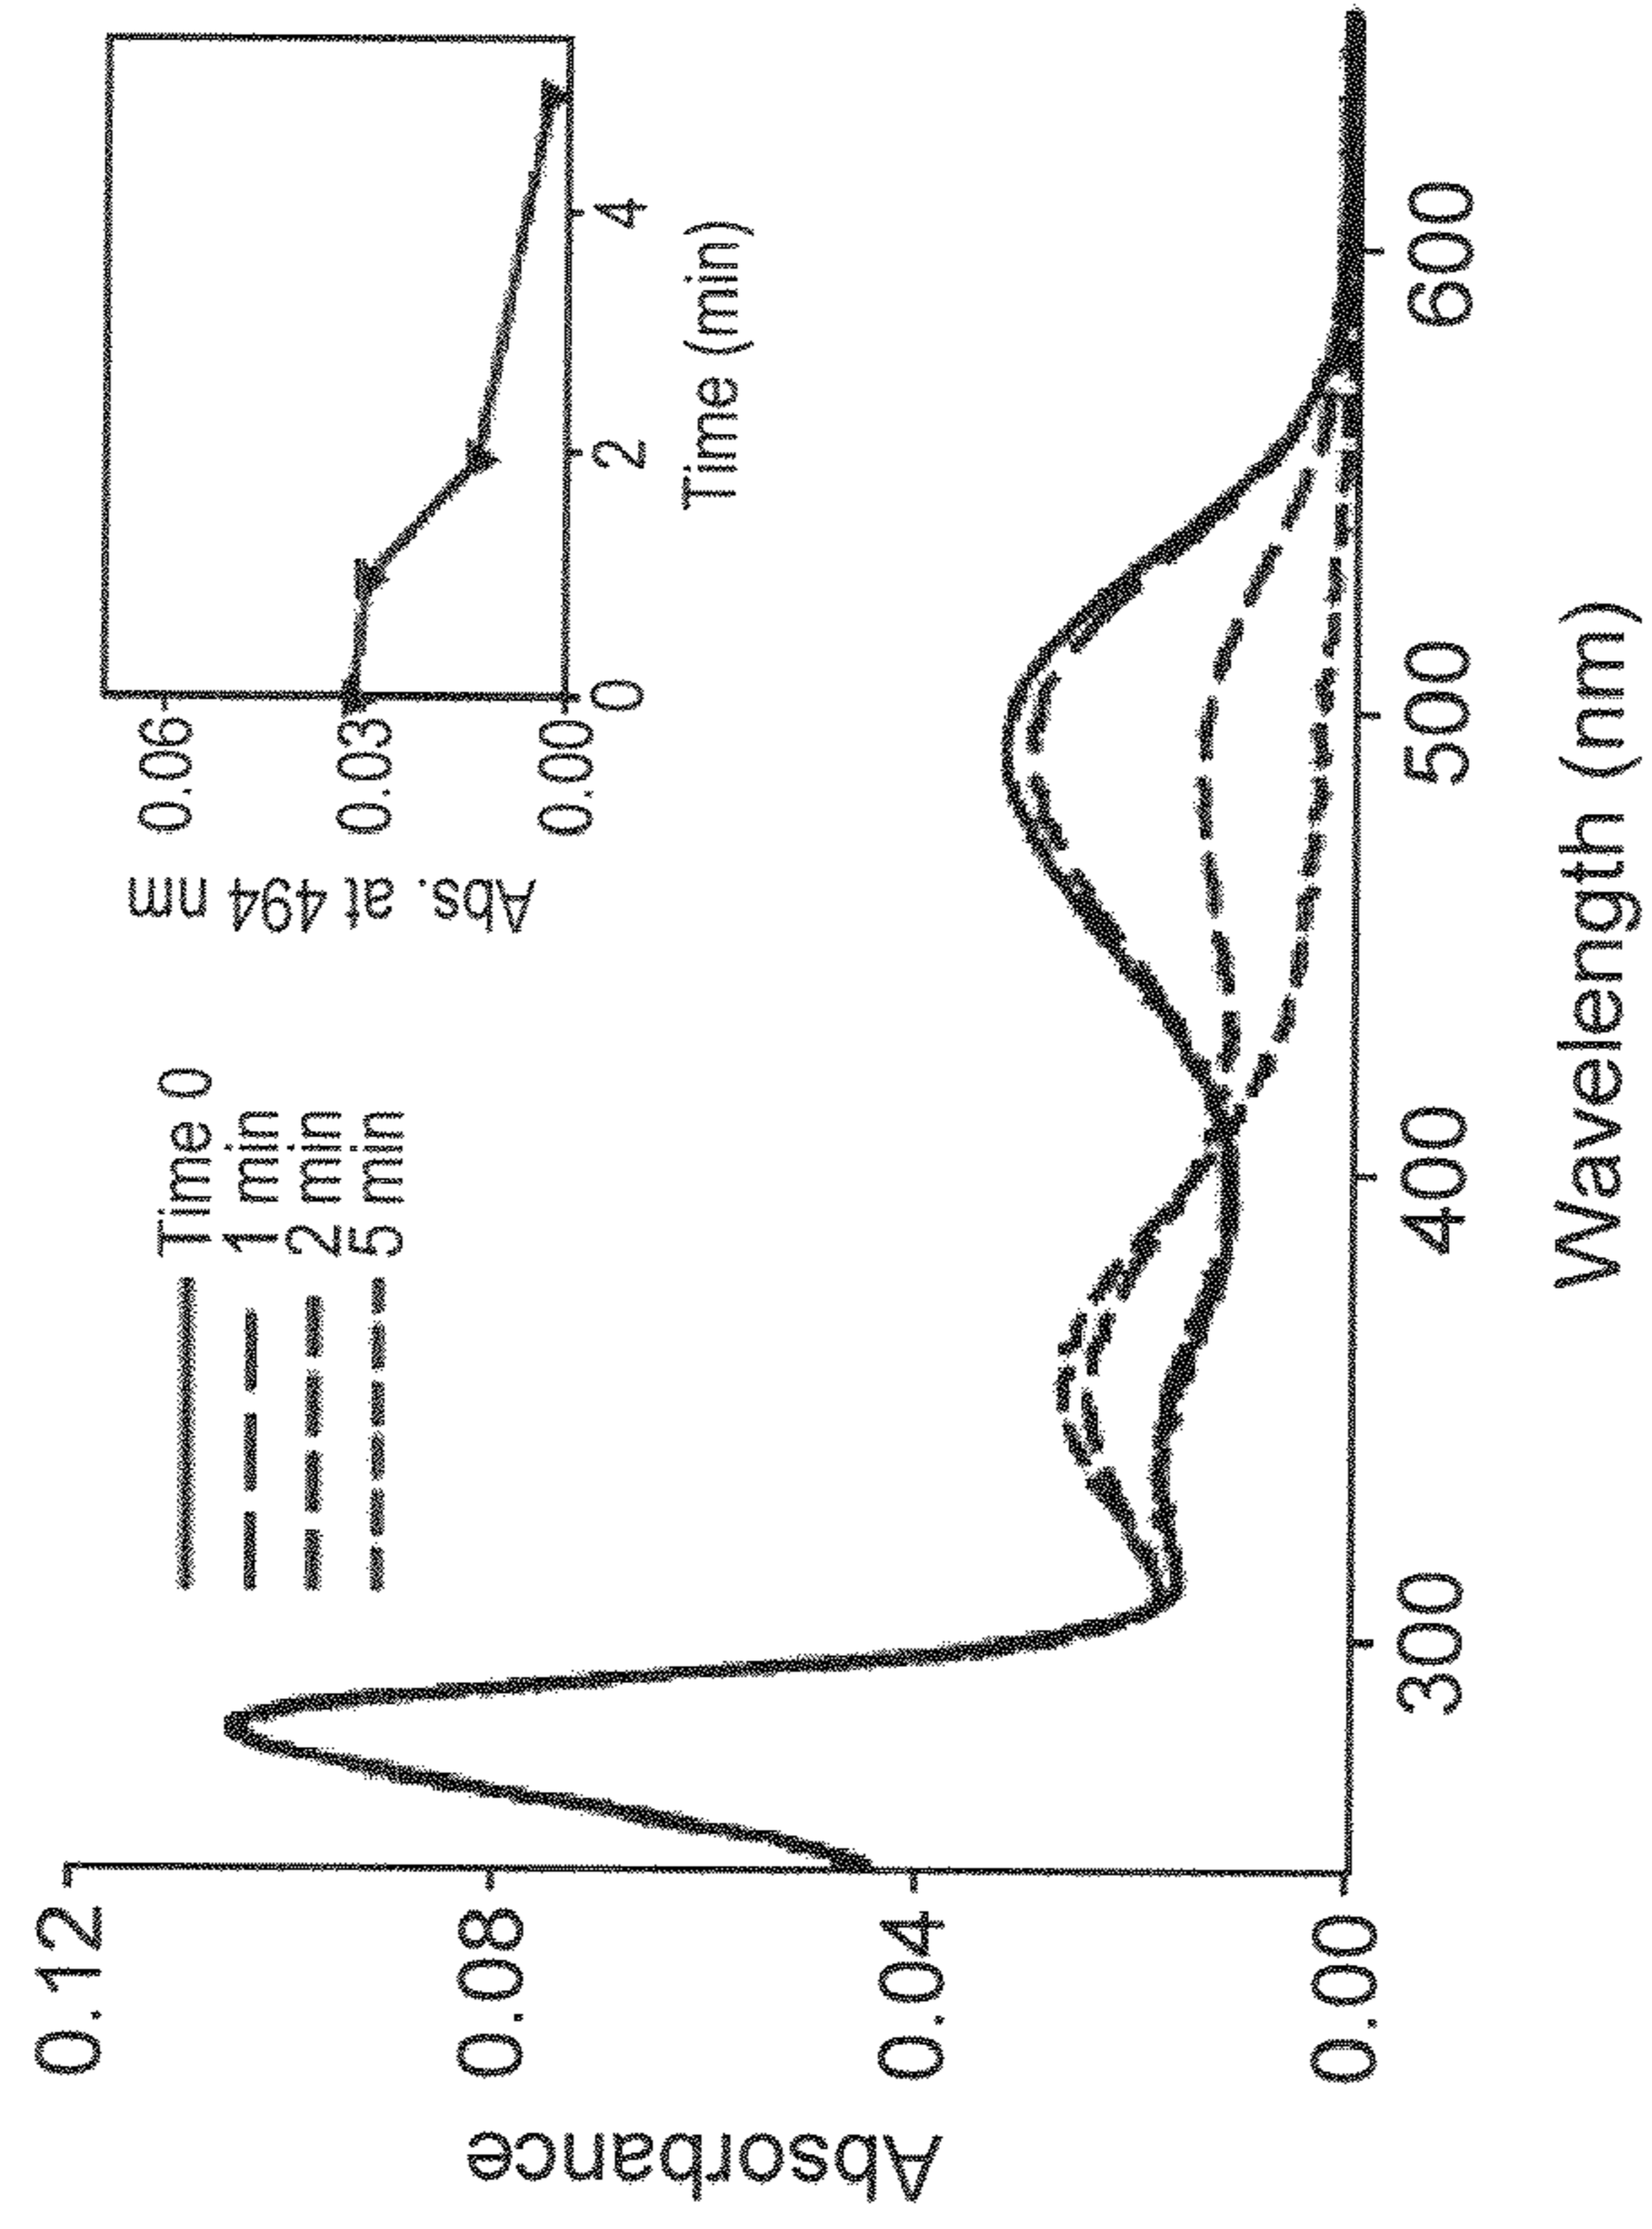 Absorbance
0.12
0.08
0.04
0.00
300
400
500
600
Wavelength (nm)
Time 0
1 min
2 min
5 min
Abs. at 494 nm
0.06
0.03
0.00
0
2
4
Time (min)